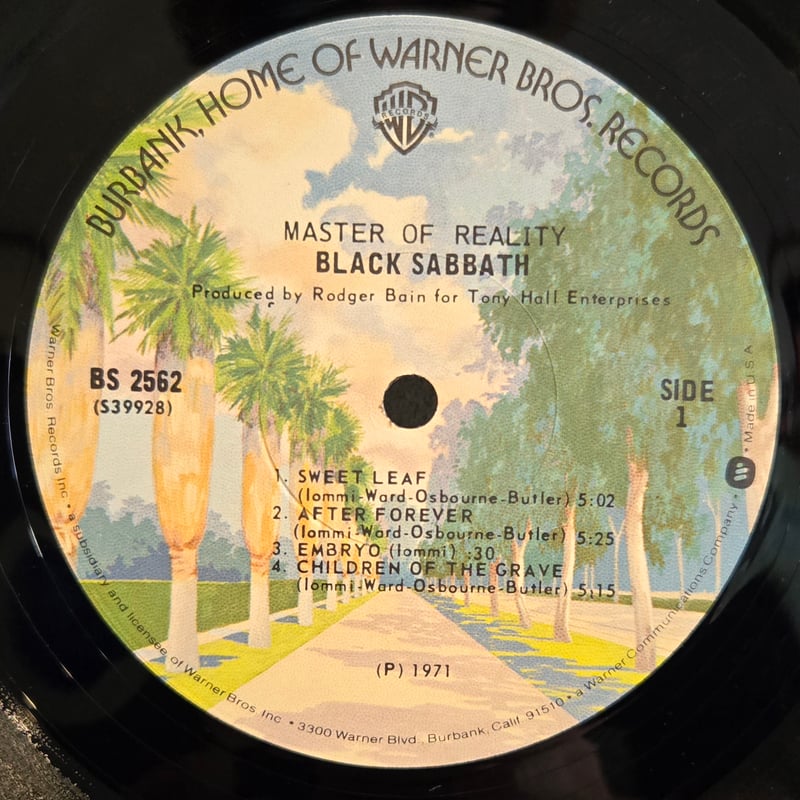 BURBANK, HOME OF WARNER BROS. RECORDS
WB
RECORDS
MASTER OF REALITY
BLACK SABBATH
Produced by Rodger Bain for Tony Hall Enterprises
BS 2562
(S39928)
SIDE
1
1. SWEET LEAF
(Iommi-Ward-Osbourne-Butler) 5:02
2. AFTER FOREVER
(Iommi-Ward-Osbourne-Butler) 5:25
3. EMBRYO (Iommi) :30
4. CHILDREN OF THE GRAVE
(Iommi-Ward-Osbourne-Butler) 5:15
(P) 1971
Warner Bros. Records Inc. • a subsidiary and licensee of Warner Bros. Inc. • 3300 Warner Blvd., Burbank, Calif. 91510 • a Warner Communications Company • Made in U.S.A.